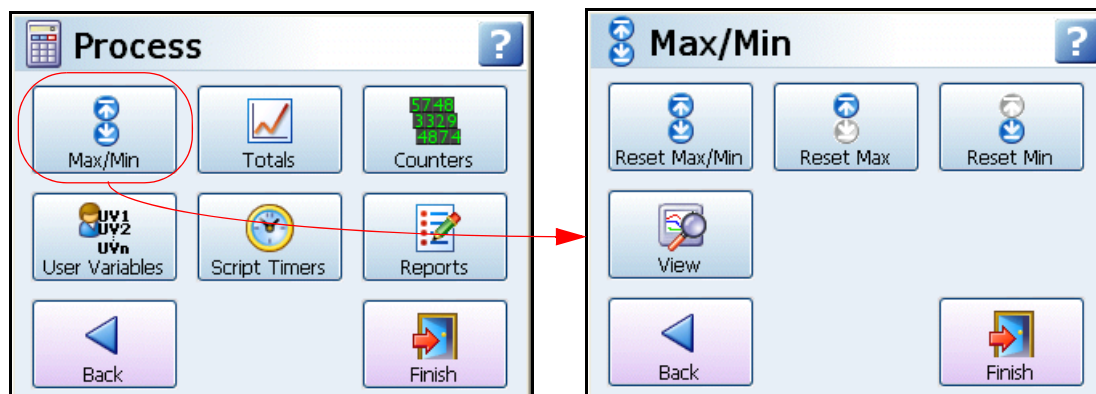 Process
?
Max/Min
Totals
5748
3329
4874
Counters
UV1
UV2
UVn
User Variables
Script Timers
Reports
Back
Finish
Max/Min
?
Reset Max/Min
Reset Max
Reset Min
View
Back
Finish